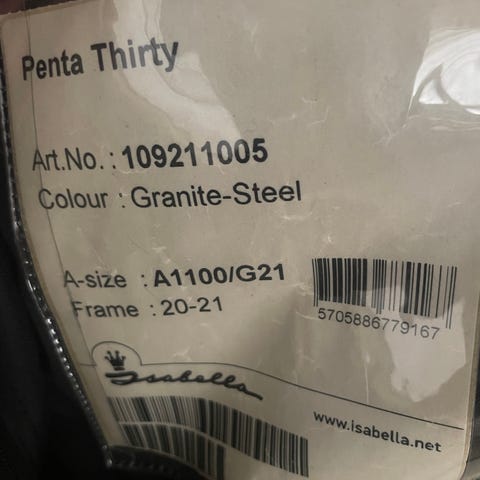 Penta Thirty
Art.No. : 109211005
Colour : Granite-Steel
A-size : A1100/G21
Frame : 20-21
5705886779167
Isabella
www.isabella.net